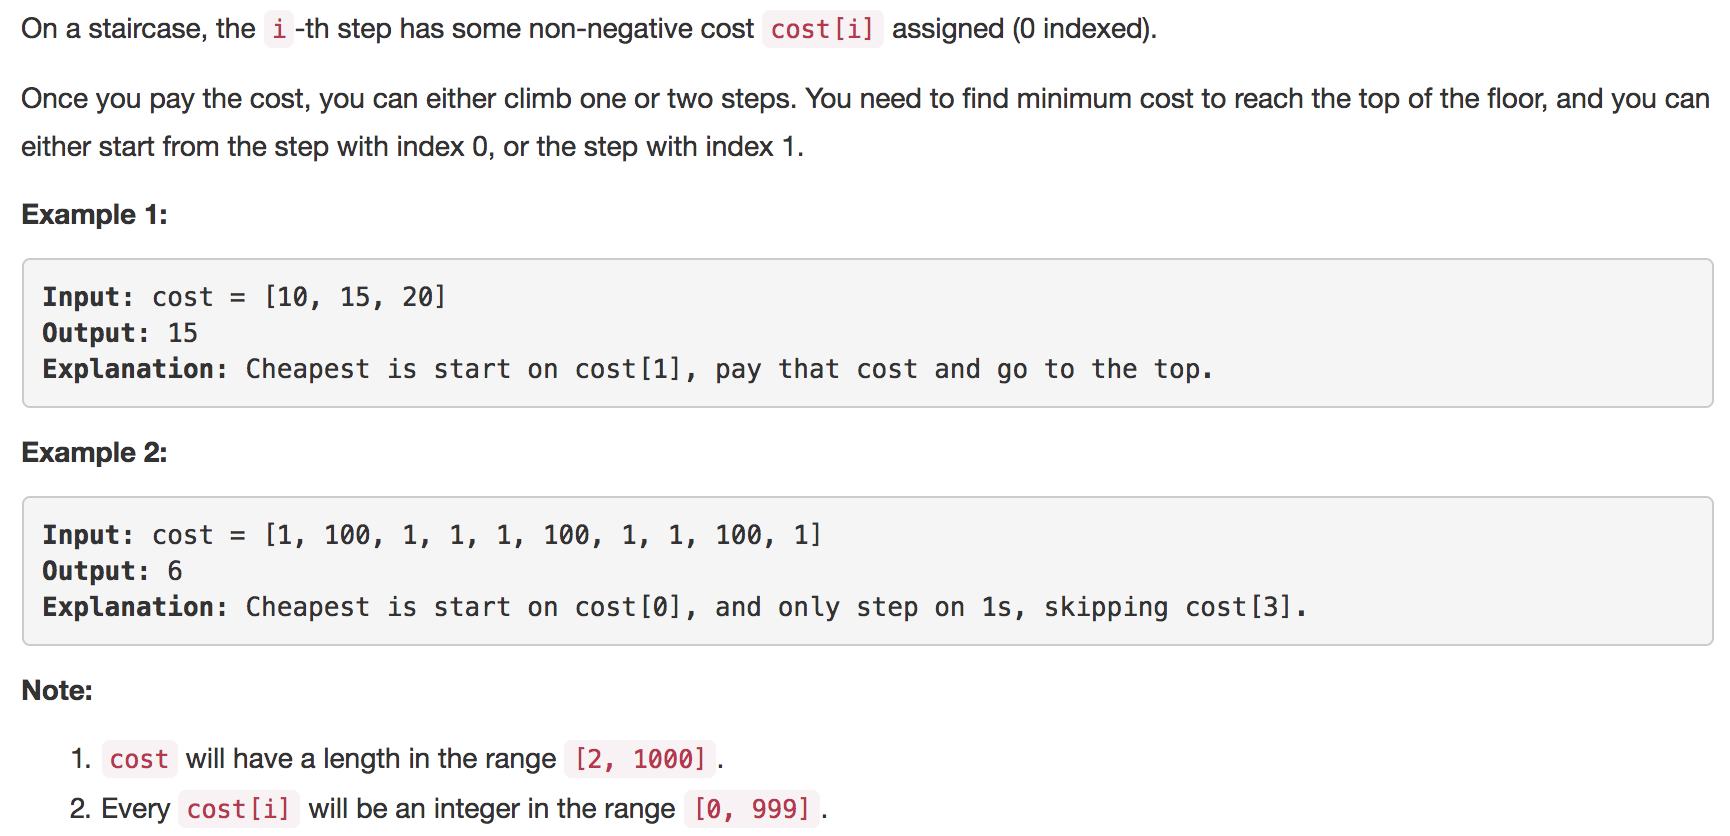 On a staircase, the i -th step has some non-negative cost cost[i] assigned (0 indexed).
Once you pay the cost, you can either climb one or two steps. You need to find minimum cost to reach the top of the floor, and you can
either start from the step with index 0, or the step with index 1.
Example 1:
Input: cost = [10, 15, 20]
Output: 15
Explanation: Cheapest is start on cost[1], pay that cost and go to the top.
Example 2:
Input: cost = [1, 100, 1, 1, 1, 100, 1, 1, 100, 1]
Output: 6
Explanation: Cheapest is start on cost[0], and only step on 1s, skipping cost[3].
Note:
1. cost will have a length in the range [2, 1000] .
2. Every cost[i] will be an integer in the range [0, 999] .